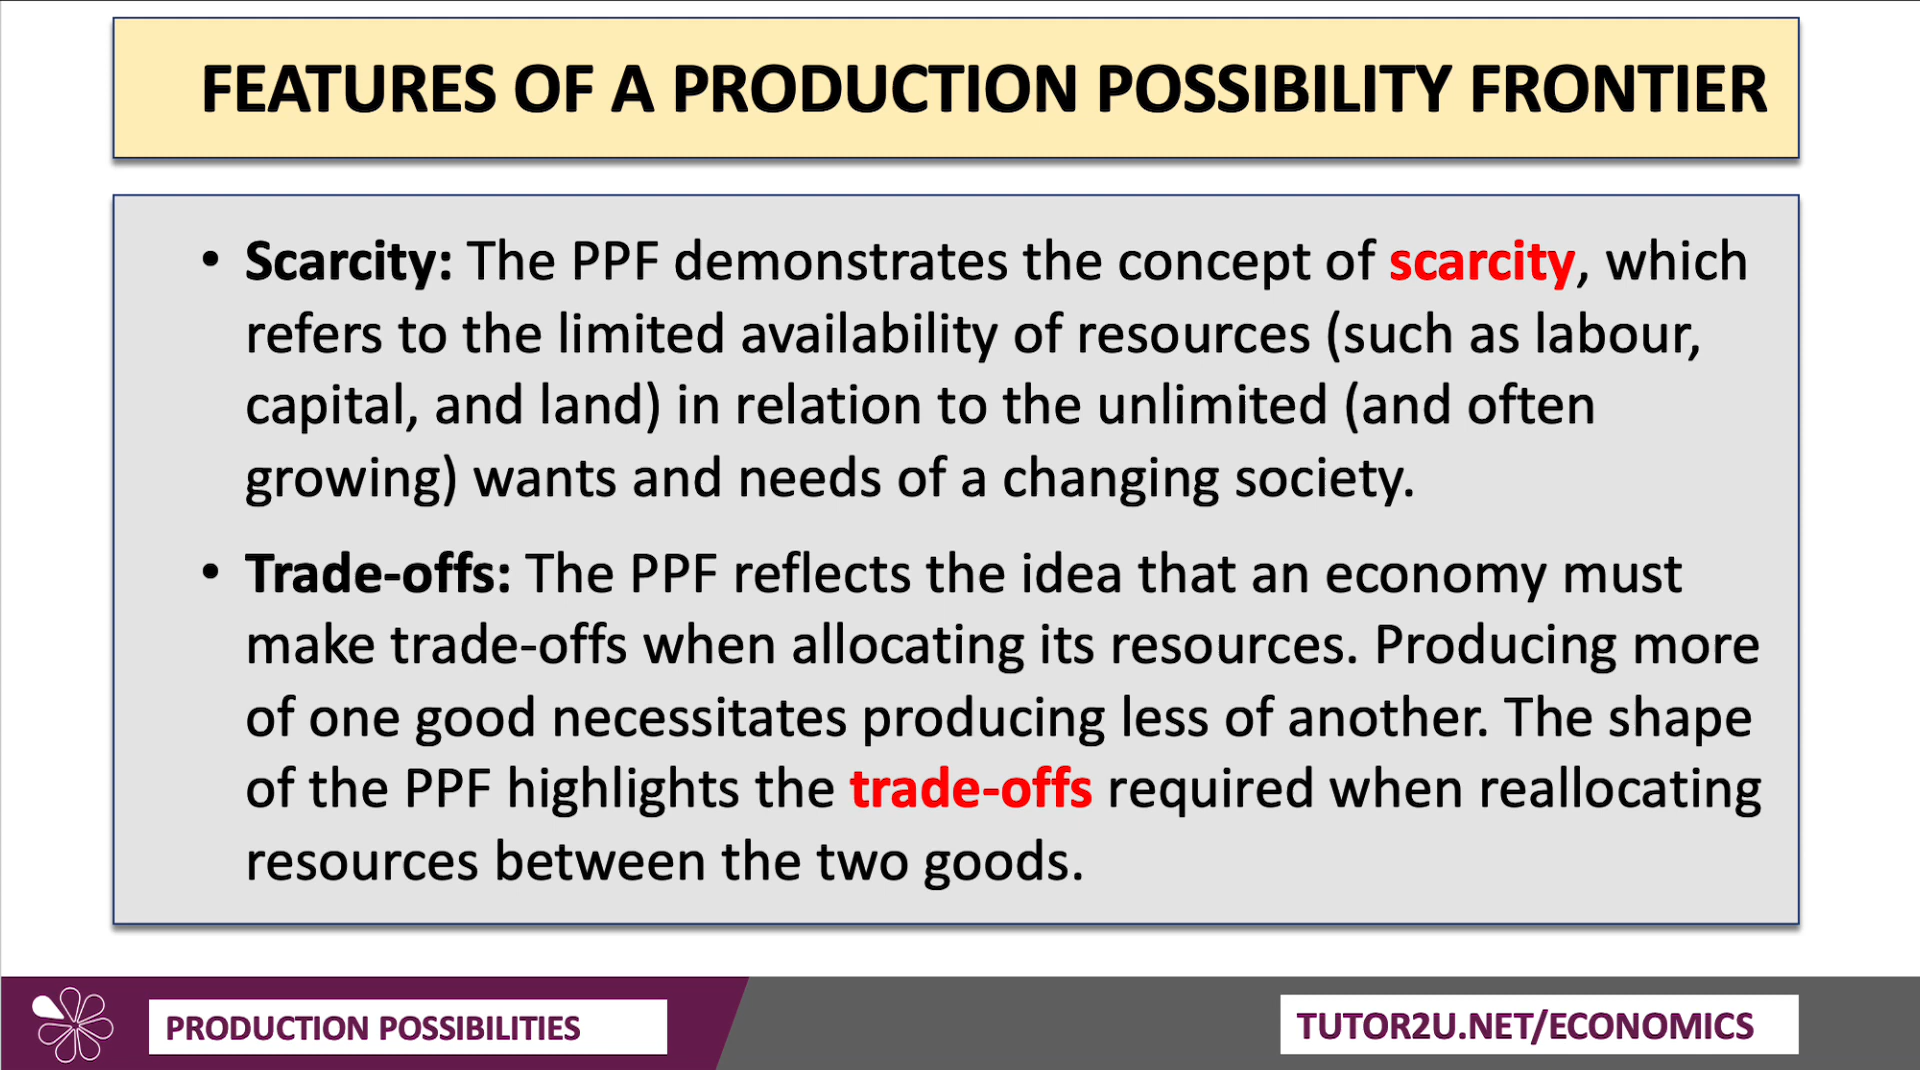 FEATURES OF A PRODUCTION POSSIBILITY FRONTIER
• Scarcity: The PPF demonstrates the concept of scarcity, which
refers to the limited availability of resources (such as labour,
capital, and land) in relation to the unlimited (and often
growing) wants and needs of a changing society.
• Trade-offs: The PPF reflects the idea that an economy must
make trade-offs when allocating its resources. Producing more
of one good necessitates producing less of another. The shape
of the PPF highlights the trade-offs required when reallocating
resources between the two goods.
PRODUCTION POSSIBILITIES
TUTOR2U.NET/ECONOMICS